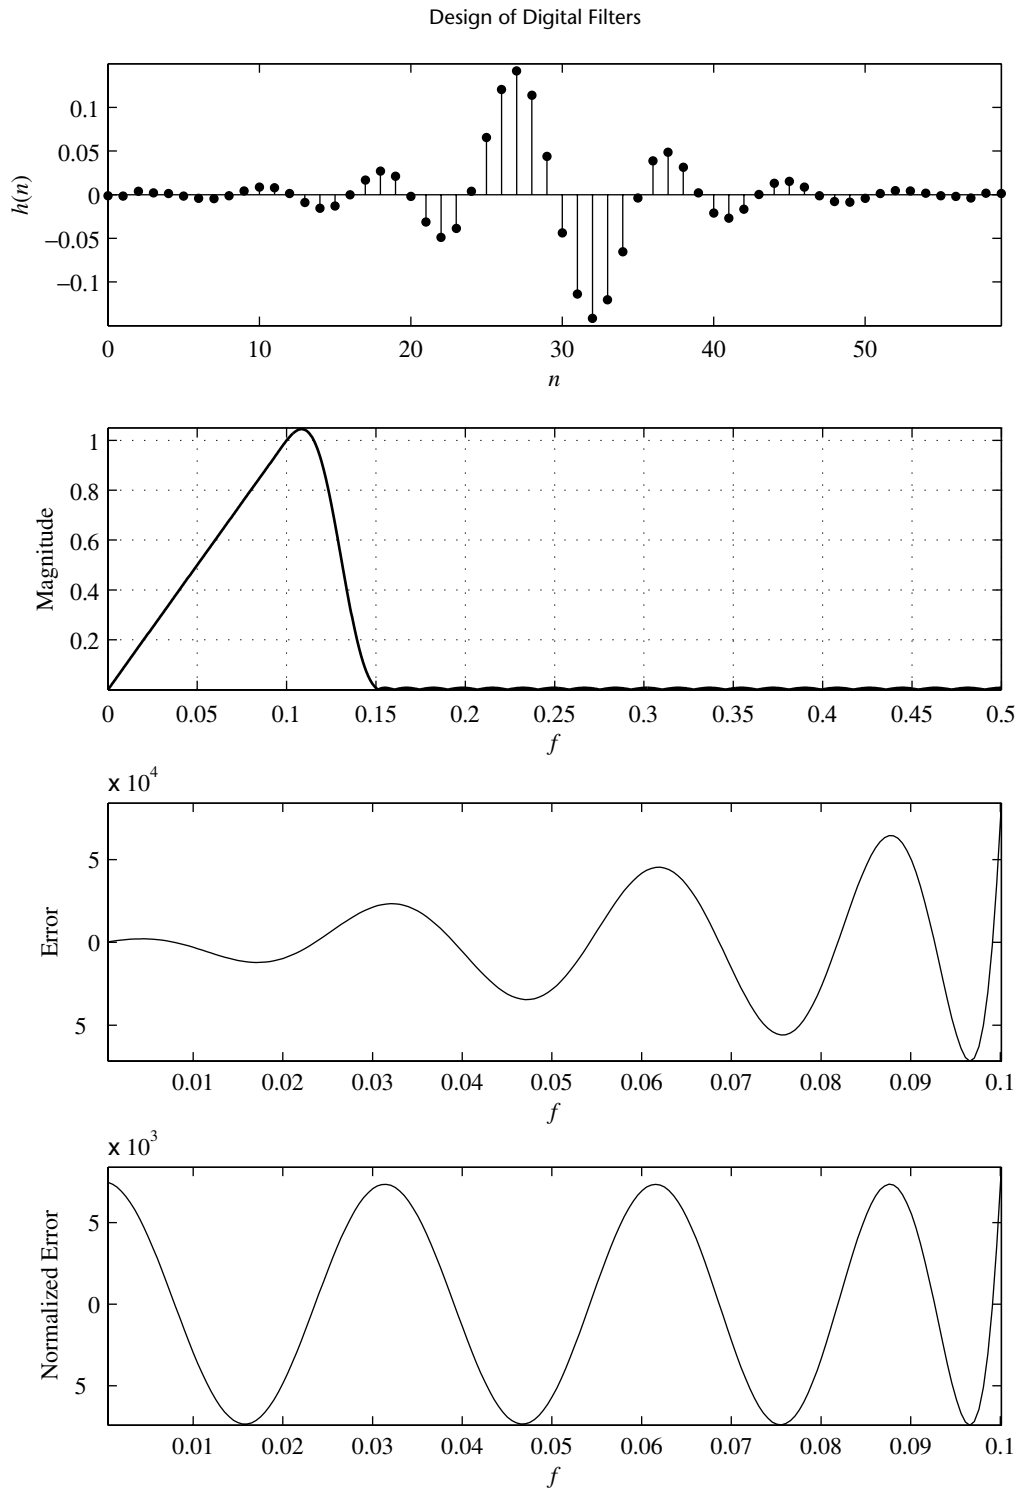 Design of Digital Filters
h(n)
0.1
0.05
0
−0.05
−0.1
0 10 20 30 40 50
n
Magnitude
1
0.8
0.6
0.4
0.2
0 0.05 0.1 0.15 0.2 0.25 0.3 0.35 0.4 0.45 0.5
f
x 10⁴
Error
5
0
5
0.01 0.02 0.03 0.04 0.05 0.06 0.07 0.08 0.09 0.1
f
x 10³
Normalized Error
5
0
5
0.01 0.02 0.03 0.04 0.05 0.06 0.07 0.08 0.09 0.1
f